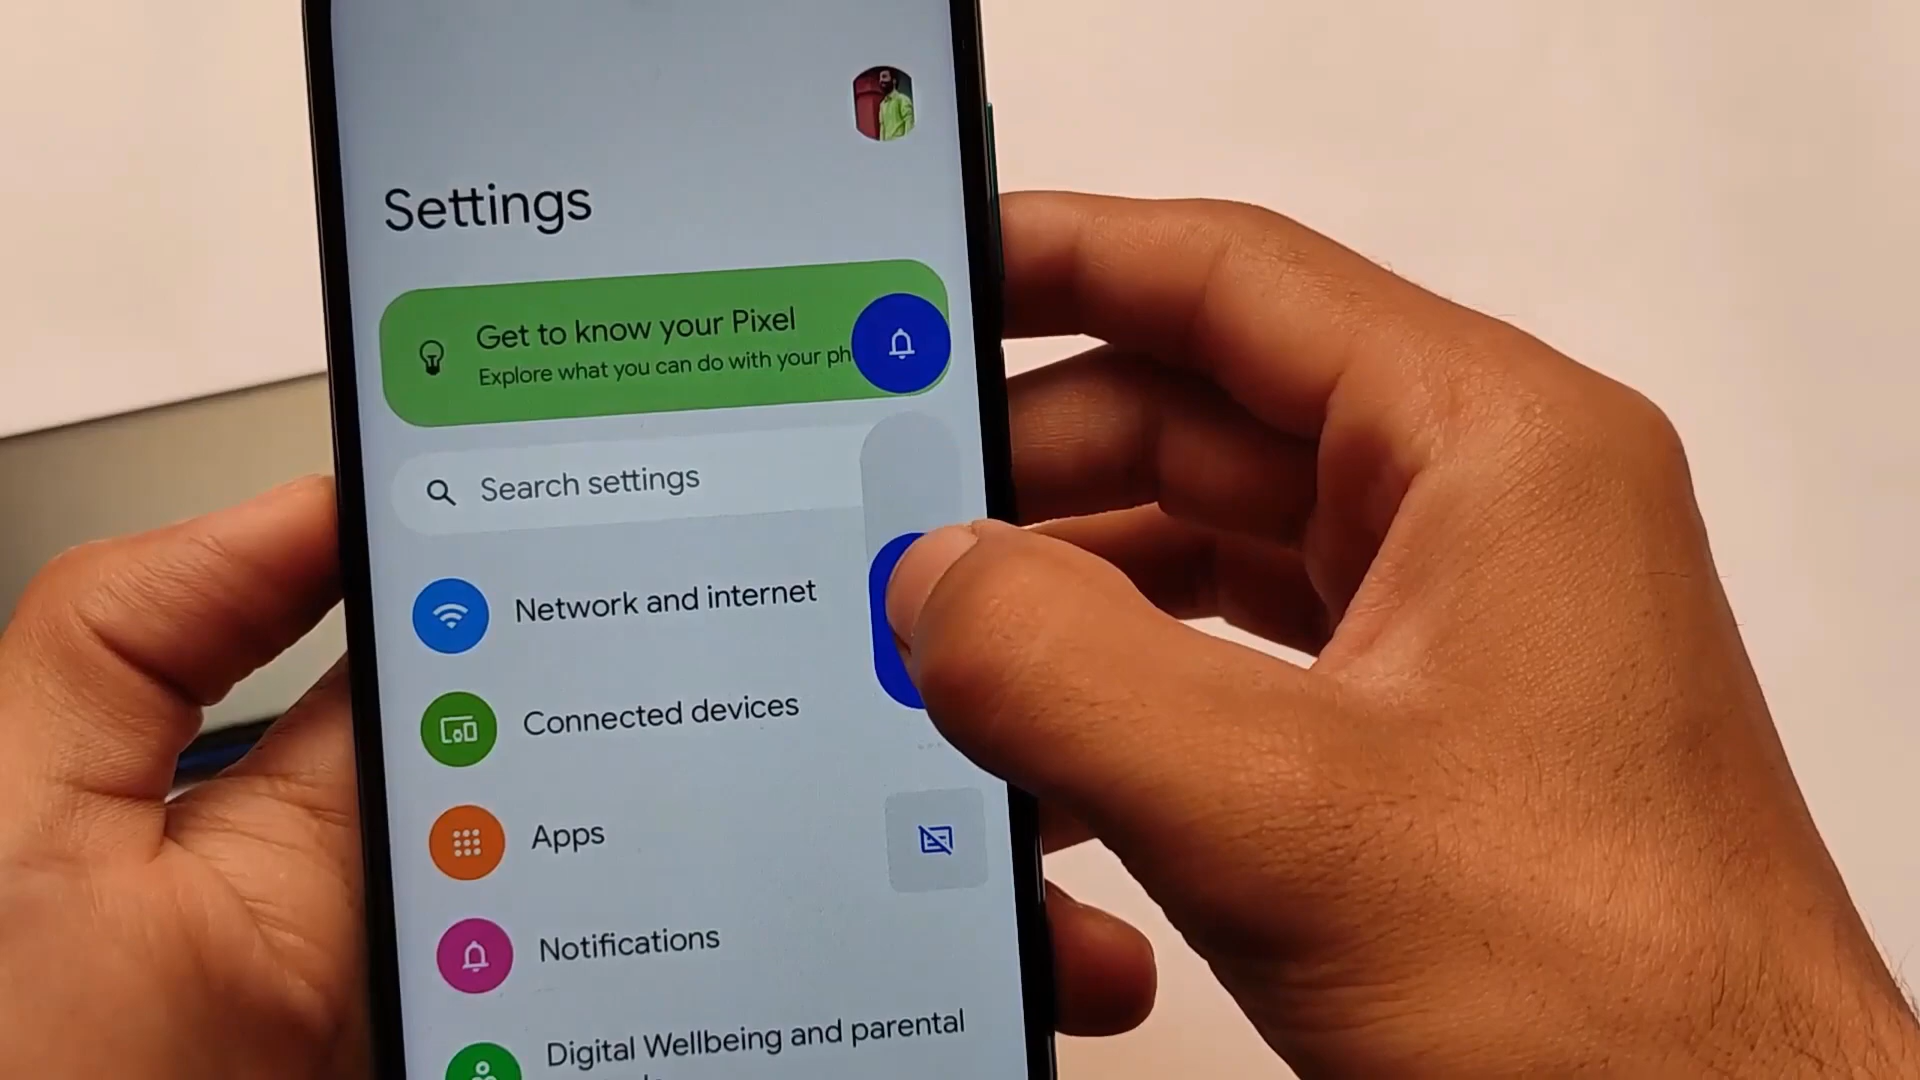 Settings
Get to know your Pixel
Explore what you can do with your ph
Search settings
Network and internet
Connected devices
Apps
Notifications
Digital Wellbeing and parental